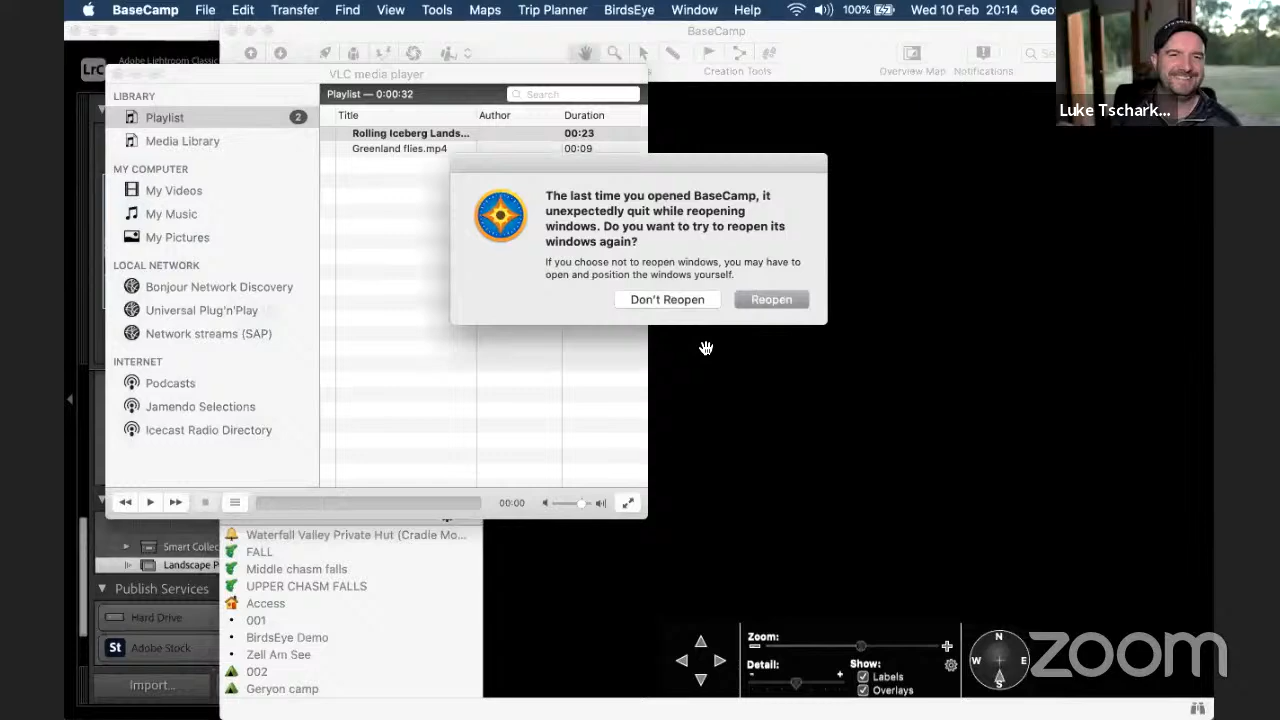 BaseCamp File Edit Transfer Find View Tools Maps Trip Planner BirdsEye Window Help 100% Wed 10 Feb 20:14 Geo
BaseCamp
Luke Tschark...
LrC Adobe Lightroom Classic
VLC media player
Creation Tools Overview Map Notifications
LIBRARY
Playlist 2
Media Library
MY COMPUTER
My Videos
My Music
My Pictures
LOCAL NETWORK
Bonjour Network Discovery
Universal Plug'n'Play
Network streams (SAP)
INTERNET
Podcasts
Jamendo Selections
Icecast Radio Directory
Playlist — 0:00:32 Search
Title Author Duration
Rolling Iceberg Lands... 00:23
Greenland flies.mp4 00:09
00:00
The last time you opened BaseCamp, it
unexpectedly quit while reopening
windows. Do you want to try to reopen its
windows again?
If you choose not to reopen windows, you may have to
open and position the windows yourself.
Don't Reopen Reopen
Smart Collec
Landscape P
Publish Services
Hard Drive
St Adobe Stock
Import...
Waterfall Valley Private Hut (Cradle Mo...
FALL
Middle chasm falls
UPPER CHASM FALLS
Access
001
BirdsEye Demo
Zell Am See
002
Geryon camp
Zoom:
Detail:
Show:
Labels
Overlays
N
W E
S
zoom